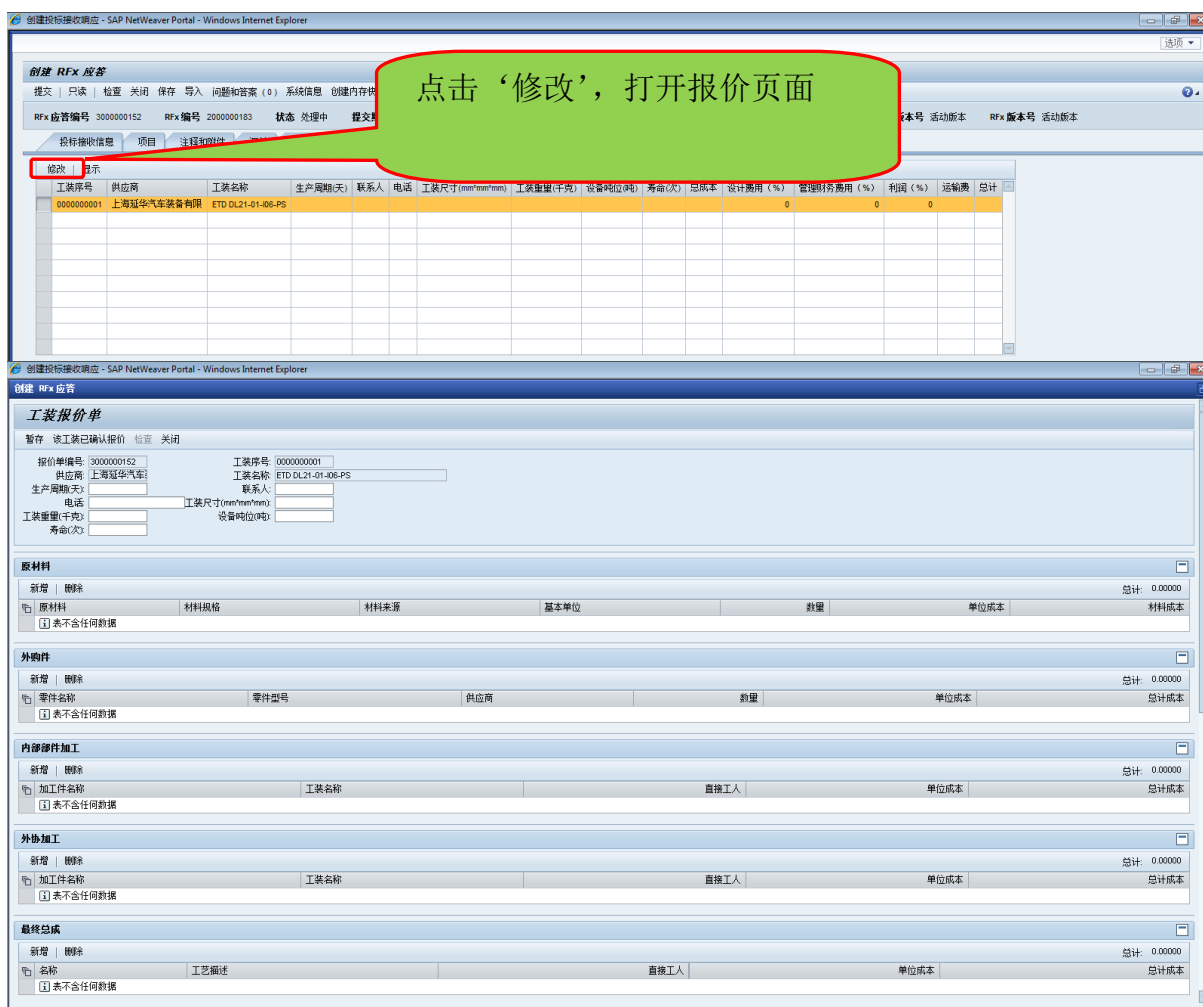 创建投标接收响应 - SAP NetWeaver Portal - Windows Internet Explorer
选项
创建 RFx 应答
点击‘修改’，打开报价页面
提交 | 只读 | 检查 关闭 保存 导入 问题和答案 ( 0 ) 系统信息 创建内存快
RFx 应答编号 3000000152 RFx 编号 2000000183 状态 处理中 版本号 活动版本 RFx 版本号 活动版本
投标接收信息 项目 注释和附件
修改 | 显示
工装序号 供应商 工装名称 生产周期(天) 联系人 电话 工装尺寸(mm*mm*mm) 工装重量(千克) 设备吨位(吨) 寿命(次) 总成本 设计费用（%） 管理财务费用（%） 利润（%） 运输费 总计
0000000001 上海延华汽车装备有限 ETD DL21-01-I06-PS 0 0 0
创建投标接收响应 - SAP NetWeaver Portal - Windows Internet Explorer
创建 RFx 应答
工装报价单
暂存 该工装已确认报价 检查 关闭
报价单编号: 3000000152 工装序号: 0000000001
供应商: 上海延华汽车 工装名称: ETD DL21-01-I06-PS
生产周期(天): 联系人:
电话: 工装尺寸(mm*mm*mm):
工装重量(千克): 设备吨位(吨):
寿命(次):
原材料
新增 | 删除 总计: 0.00000
原材料 材料规格 材料来源 基本单位 数量 单位成本 材料成本
表不含任何数据
外购件
新增 | 删除 总计: 0.00000
零件名称 零件型号 供应商 数量 单位成本 总计成本
表不含任何数据
内部部件加工
新增 | 删除 总计: 0.00000
加工件名称 工装名称 直接工人 单位成本 总计成本
表不含任何数据
外协加工
新增 | 删除 总计: 0.00000
加工件名称 工装名称 直接工人 单位成本 总计成本
表不含任何数据
最终总成
新增 | 删除 总计: 0.00000
名称 工艺描述 直接工人 单位成本 总计成本
表不含任何数据